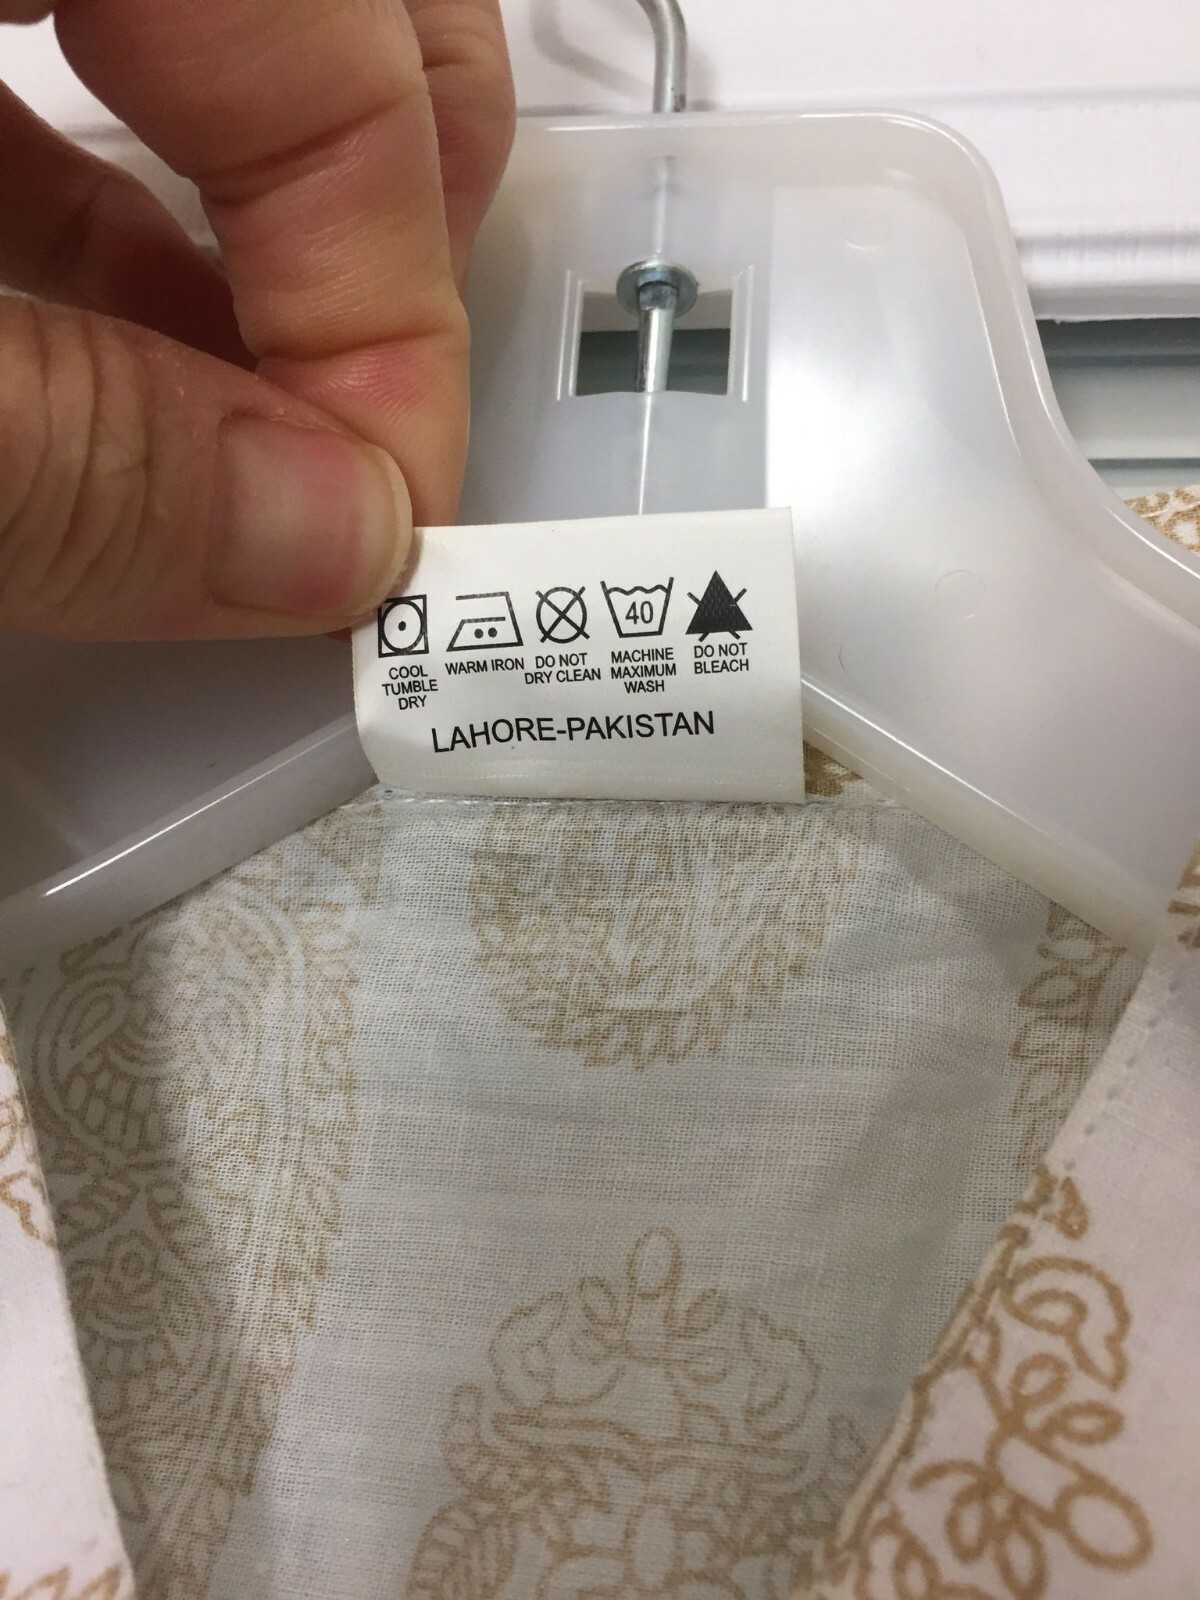 40
COOL
TUMBLE
DRY
WARM IRON
DO NOT
DRY CLEAN
MACHINE
MAXIMUM
WASH
DO NOT
BLEACH
LAHORE-PAKISTAN